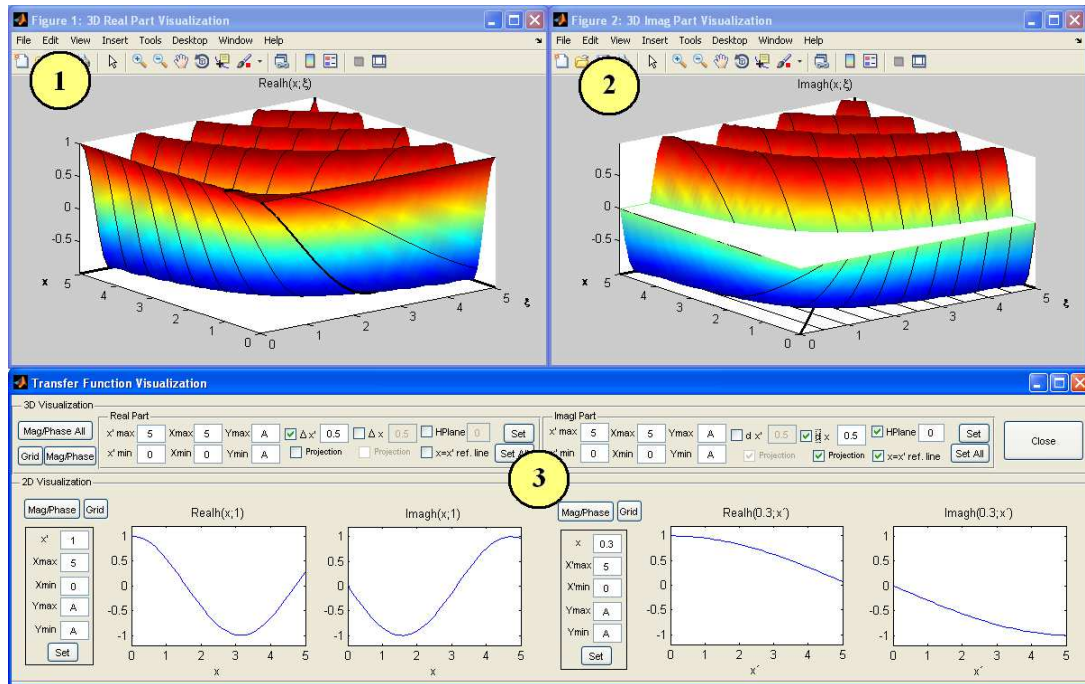 Figure 1: 3D Real Part Visualization
File Edit View Insert Tools Desktop Window Help
1
Realh(x;ξ)
1
0.5
0
-0.5
x
5
4
3
2
1
0
0
1
2
3
4
5
ξ
Figure 2: 3D Imag Part Visualization
File Edit View Insert Tools Desktop Window Help
2
Imagh(x;ξ)
0.5
0
-0.5
x
5
4
3
2
1
0
0
1
2
3
4
5
ξ
Transfer Function Visualization
3D Visualization
Mag/Phase All
Grid Mag/Phase
Real Part
x' max 5 Xmax 5 Ymax A Δ x' 0.5 Δ x 0.5 HPlane 0 Set
x' min 0 Xmin 0 Ymin A Projection Projection x=x' ref. line Set All
Imagl Part
x' max 5 Xmax 5 Ymax A d x' 0.5 d x 0.5 HPlane 0 Set
x' min 0 Xmin 0 Ymin A Projection Projection x=x' ref. line Set All
Close
3
2D Visualization
Mag/Phase Grid
x' 1
Xmax 5
Xmin 0
Ymax A
Ymin A
Set
Realh(x;1)
1
0.5
0
-0.5
-1
0 1 2 3 4 5
x
Imagh(x;1)
1
0.5
0
-0.5
-1
0 1 2 3 4 5
x
Mag/Phase Grid
x 0.3
X'max 5
X'min 0
Ymax A
Ymin A
Set
Realh(0.3;x´)
1
0.5
0
-0.5
-1
0 1 2 3 4 5
x´
Imagh(0.3;x´)
1
0.5
0
-0.5
-1
0 1 2 3 4 5
x´